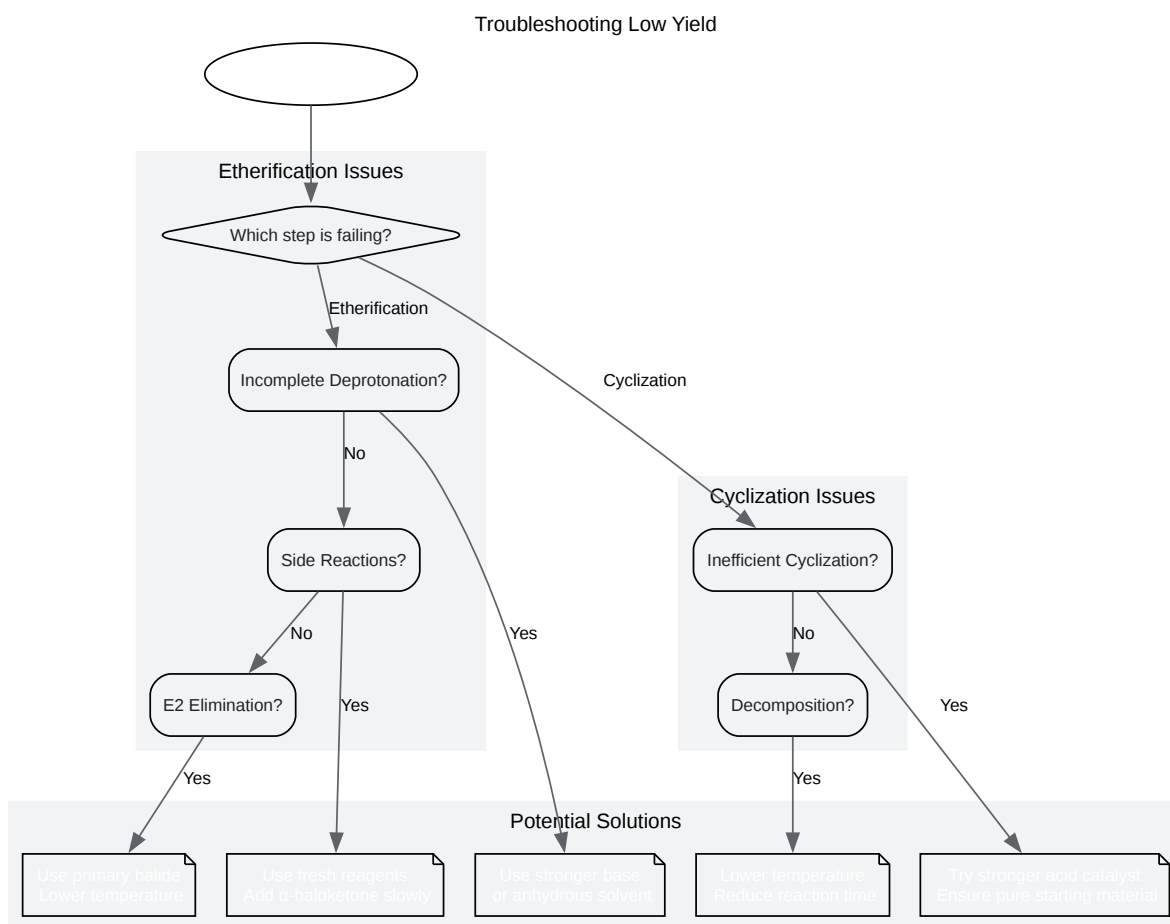 Troubleshooting Low Yield
Etherification Issues
Which step is failing?
Etherification
Cyclization
Incomplete Deprotonation?
No
Cyclization Issues
Side Reactions?
Inefficient Cyclization?
No
Yes
No
E2 Elimination?
Yes
Decomposition?
Yes
Yes
Yes
Potential Solutions
Use primary halide
Lower temperature
Use fresh reagents
Add α-haloketone slowly
Use stronger base
or anhydrous solvent
Lower temperature
Reduce reaction time
Try stronger acid catalyst
Ensure pure starting material